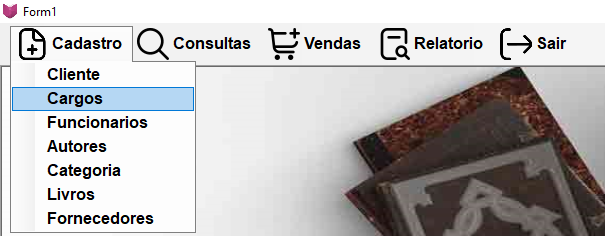 Form1
Cadastro Consultas Vendas Relatorio Sair
Cliente
Cargos
Funcionarios
Autores
Categoria
Livros
Fornecedores